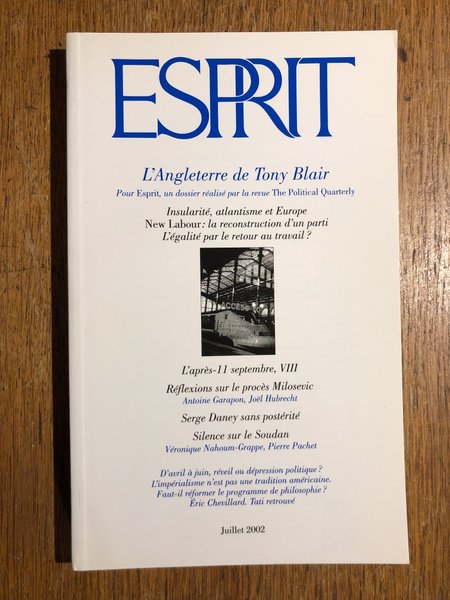 ESPRIT
L'Angleterre de Tony Blair
Pour Esprit, un dossier réalisé par la revue The Political Quarterly
Insularité, atlantisme et Europe
New Labour : la reconstruction d'un parti
L'égalité par le retour au travail ?
ACCES
L'après-11 septembre, VIII
Réflexions sur le procès Milosevic
Antoine Garapon, Joël Hubrecht
Serge Daney sans postérité
Silence sur le Soudan
Véronique Nahoum-Grappe, Pierre Pachet
D'avril à juin, réveil ou dépression politique ?
L'impérialisme n'est pas une tradition américaine.
Faut-il réformer le programme de philosophie ?
Éric Chevillard. Tati retrouvé
Juillet 2002